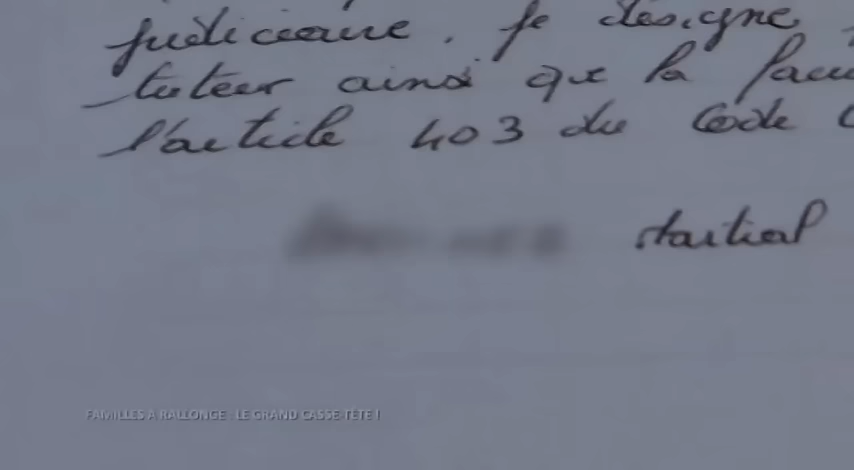 judiciaire. je désigne
tuteur ainsi que la
l'article 403 du Code
Martial
FAMILLES À RALLONGE : LE GRAND CASSE-TÊTE !